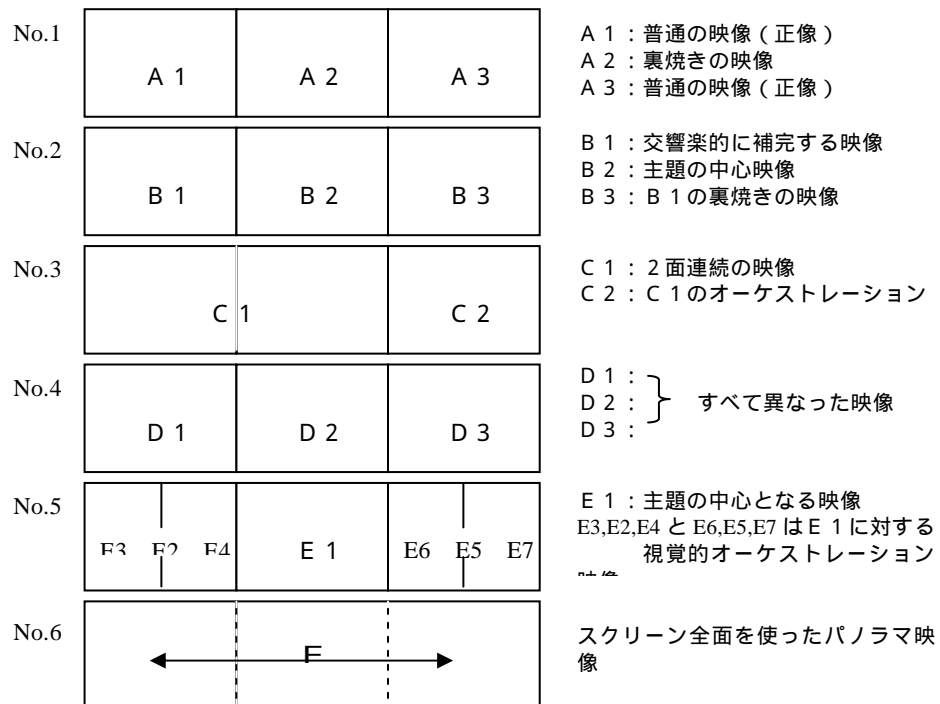 No.1
A 1
A 2
A 3
A 1：普通の映像（正像）
A 2：裏焼きの映像
A 3：普通の映像（正像）
No.2
B 1
B 2
B 3
B 1：交響楽的に補完する映像
B 2：主題の中心映像
B 3：B 1の裏焼きの映像
No.3
C 1
C 2
C 1：2面連続の映像
C 2：C 1のオーケストレーション
No.4
D 1
D 2
D 3
D 1：
D 2：
すべて異なった映像
D 3：
No.5
E3
E2
E4
E 1
E6
E5
E7
E 1：主題の中心となる映像
E3,E2,E4 と E6,E5,E7 はE 1に対する
視覚的オーケストレーション
映像
No.6
スクリーン全面を使ったパノラマ映
像